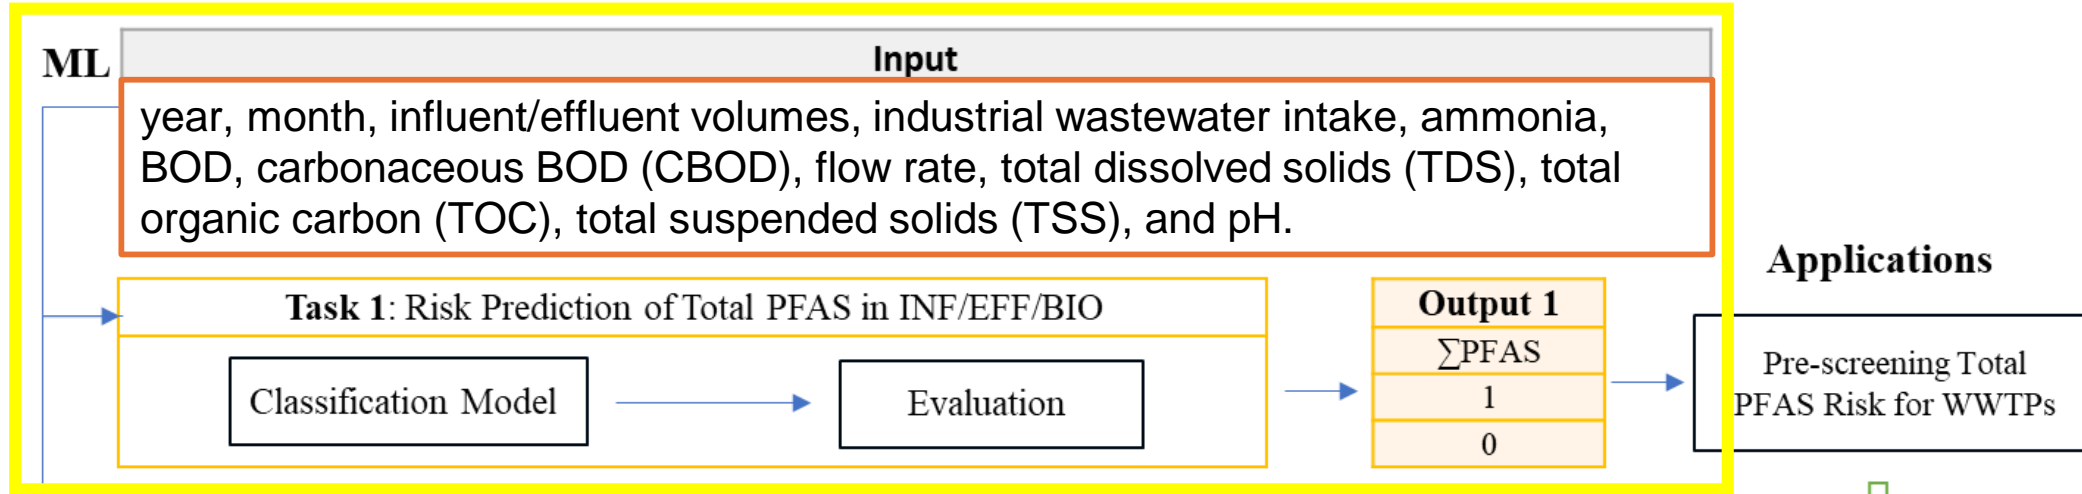 ML
Input
year, month, influent/effluent volumes, industrial wastewater intake, ammonia,
BOD, carbonaceous BOD (CBOD), flow rate, total dissolved solids (TDS), total
organic carbon (TOC), total suspended solids (TSS), and pH.
Applications
Task 1: Risk Prediction of Total PFAS in INF/EFF/BIO
Classification Model
Evaluation
Output 1
∑PFAS
1
0
Pre-screening Total
PFAS Risk for WWTPs